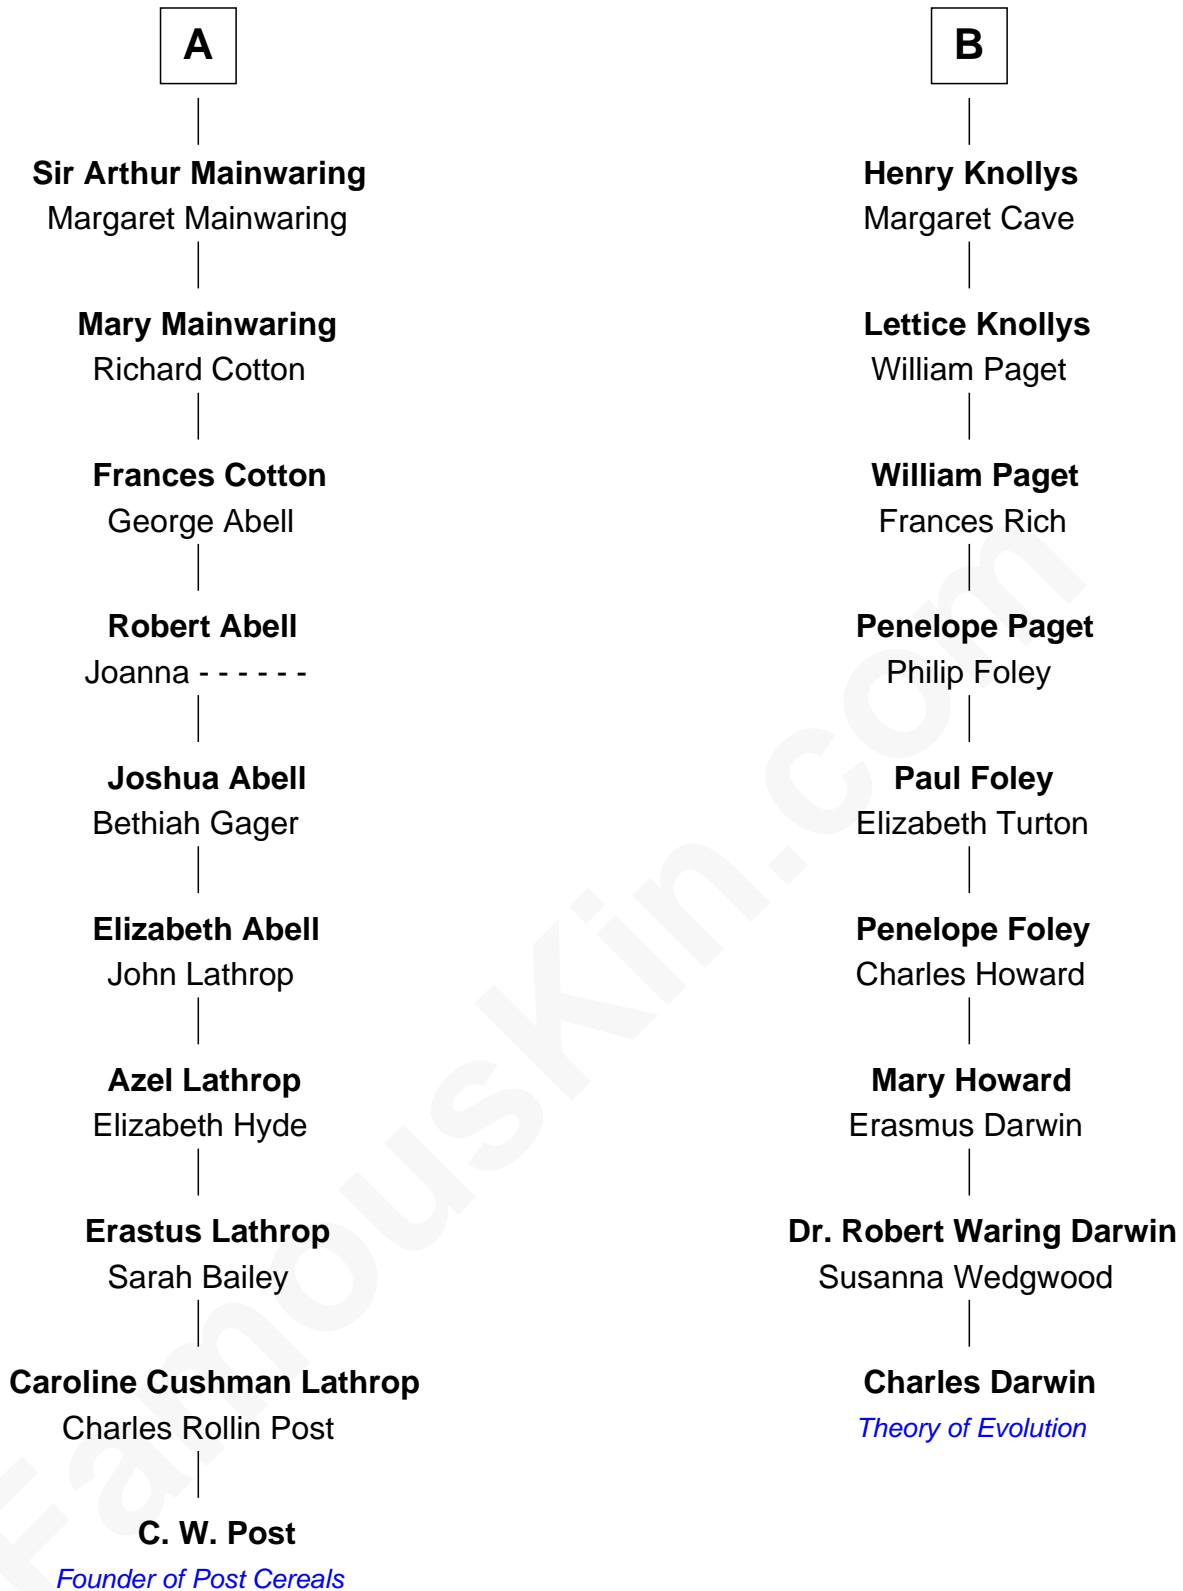 A
Sir Arthur Mainwaring
Margaret Mainwaring
Mary Mainwaring
Richard Cotton
Frances Cotton
George Abell
Robert Abell
Joanna - - - - - -
Joshua Abell
Bethiah Gager
Elizabeth Abell
John Lathrop
Azel Lathrop
Elizabeth Hyde
Erastus Lathrop
Sarah Bailey
Caroline Cushman Lathrop
Charles Rollin Post
C. W. Post
Founder of Post Cereals
B
Henry Knollys
Margaret Cave
Lettice Knollys
William Paget
William Paget
Frances Rich
Penelope Paget
Philip Foley
Paul Foley
Elizabeth Turton
Penelope Foley
Charles Howard
Mary Howard
Erasmus Darwin
Dr. Robert Waring Darwin
Susanna Wedgwood
Charles Darwin
Theory of Evolution
FamousKin.com